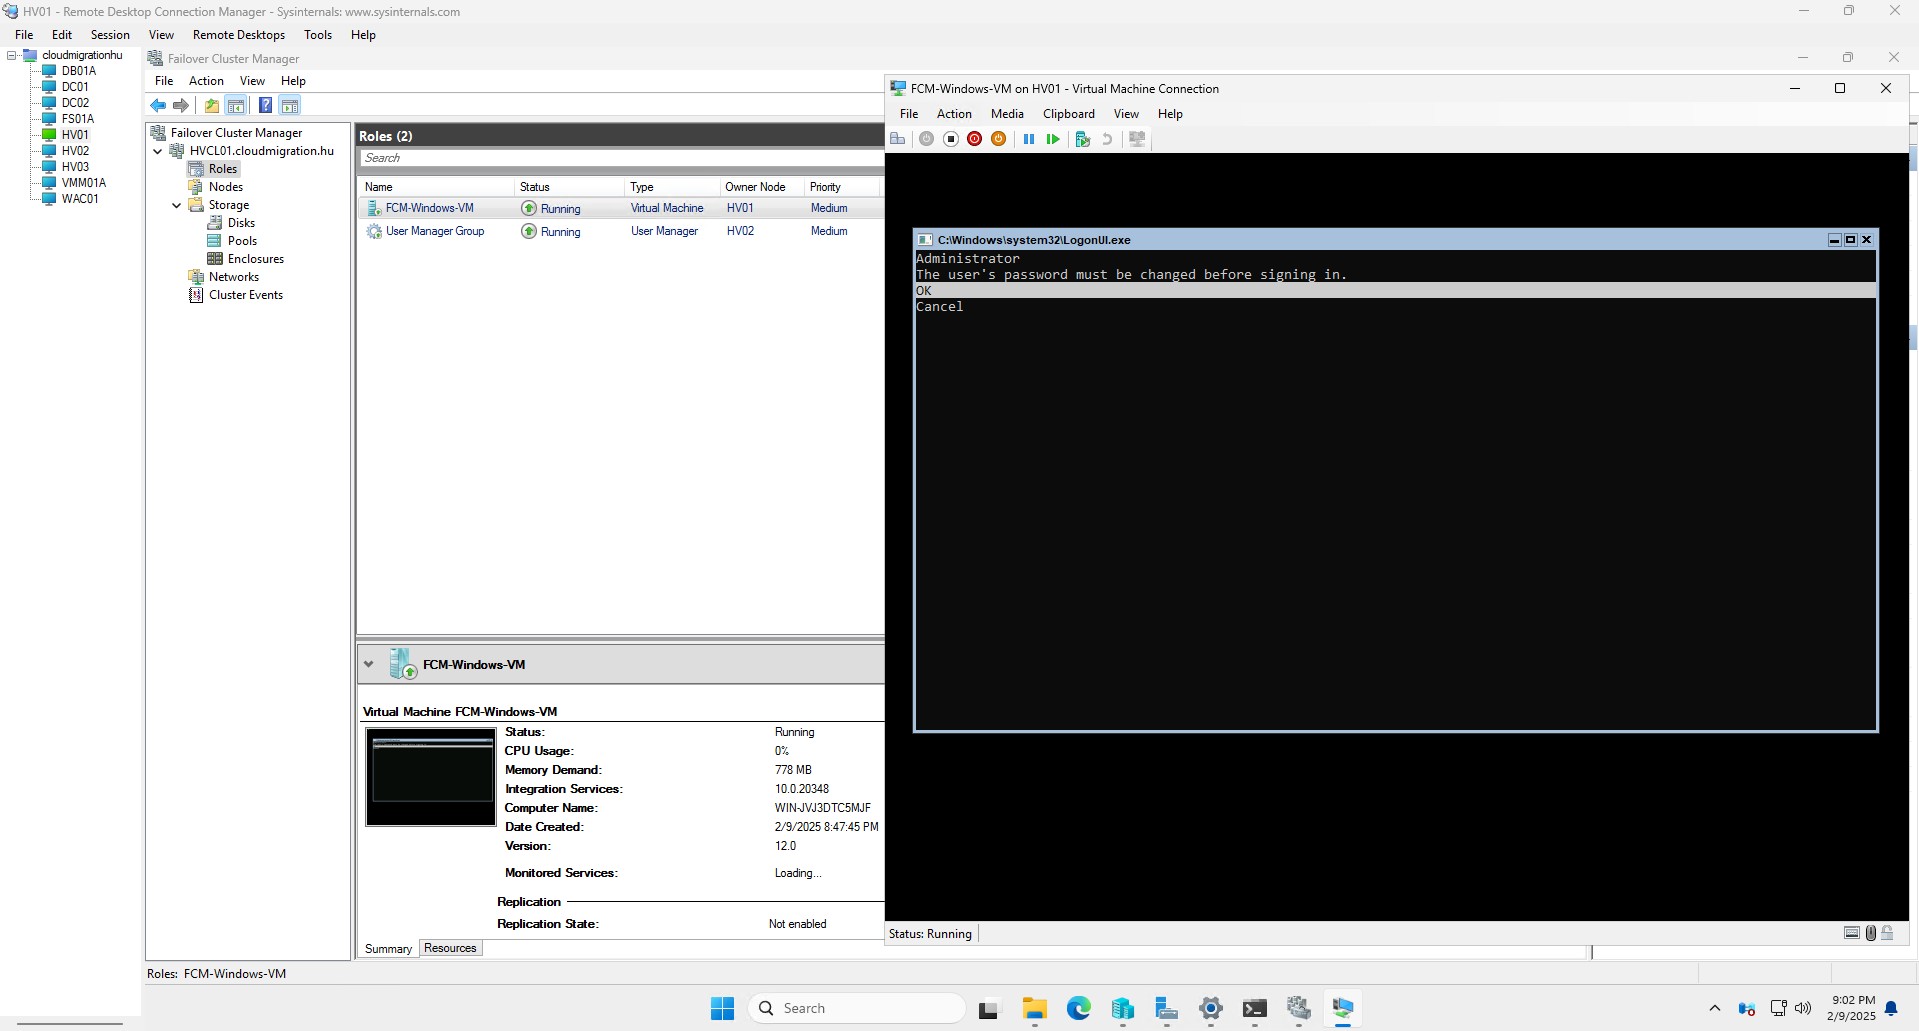 HV01 - Remote Desktop Connection Manager - Sysinternals: www.sysinternals.com
File Edit Session View Remote Desktops Tools Help
cloudmigrationhu
DB01A
DC01
DC02
FS01A
HV01
HV02
HV03
VMM01A
WAC01
Failover Cluster Manager
File Action View Help
Failover Cluster Manager
HVCL01.cloudmigration.hu
Roles
Nodes
Storage
Disks
Pools
Enclosures
Networks
Cluster Events
Roles (2)
Search
Name Status Type Owner Node Priority
FCM-Windows-VM Running Virtual Machine HV01 Medium
User Manager Group Running User Manager HV02 Medium
FCM-Windows-VM
Virtual Machine FCM-Windows-VM
Status: Running
CPU Usage: 0%
Memory Demand: 778 MB
Integration Services: 10.0.20348
Computer Name: WIN-JVJ3DTC5MJF
Date Created: 2/9/2025 8:47:45 PM
Version: 12.0
Monitored Services: Loading...
Replication
Replication State: Not enabled
Summary Resources
Roles: FCM-Windows-VM
FCM-Windows-VM on HV01 - Virtual Machine Connection
File Action Media Clipboard View Help
C:\Windows\system32\LogonUI.exe
Administrator
The user's password must be changed before signing in.
OK
Cancel
Status: Running
Search
9:02 PM
2/9/2025